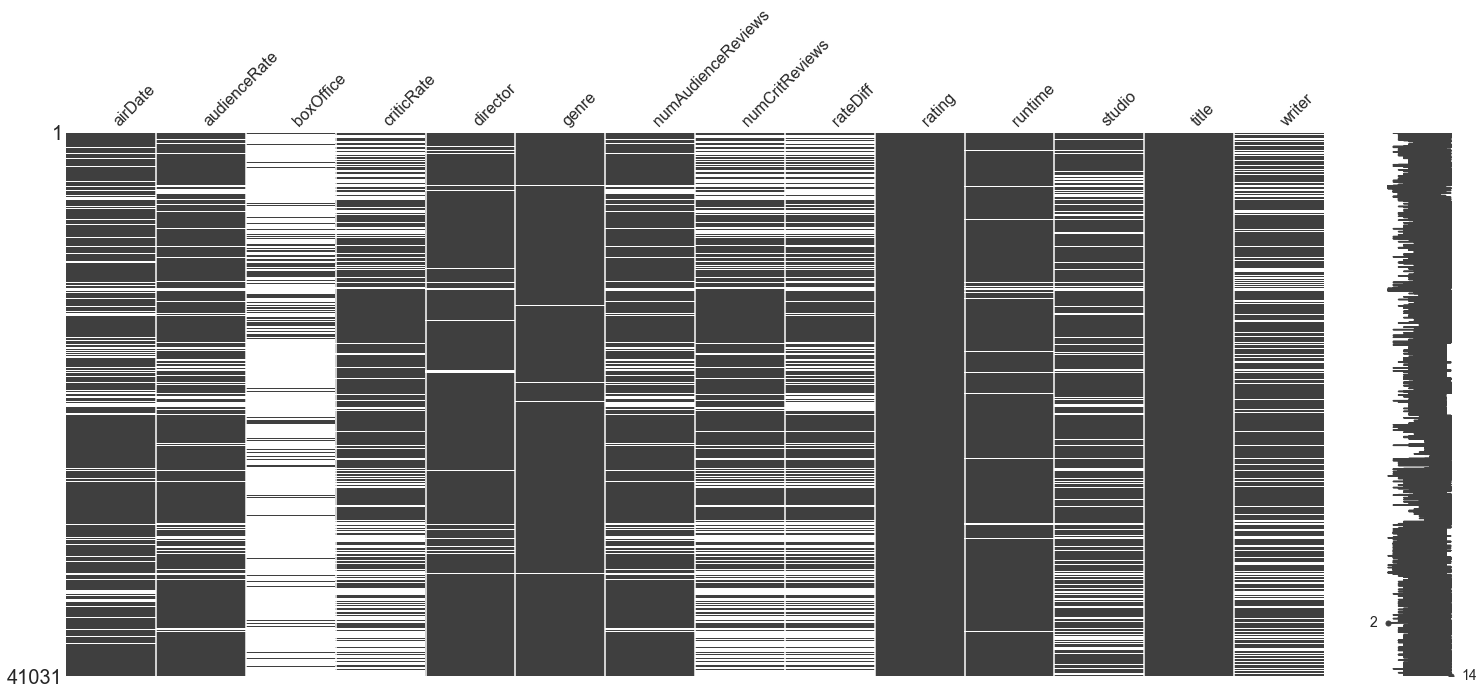 airDate
audienceRate
boxOffice
criticRate
director
genre
numAudienceReviews
numCritReviews
rateDiff
rating
runtime
studio
title
writer
1
2
41031
14